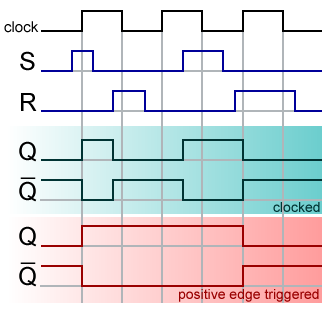 clock
S
R
Q
Q̅
clocked
Q
Q̅
positive edge triggered